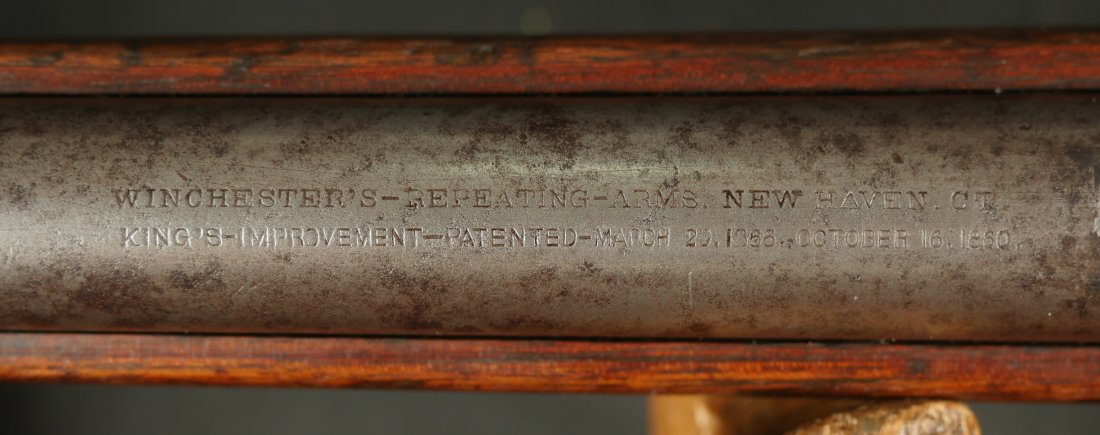 WINCHESTER'S-REPEATING-ARMS. NEW HAVEN. CT.
KING'S-IMPROVEMENT-PATENTED-MARCH 29. 1866. OCTOBER 16. 1860.